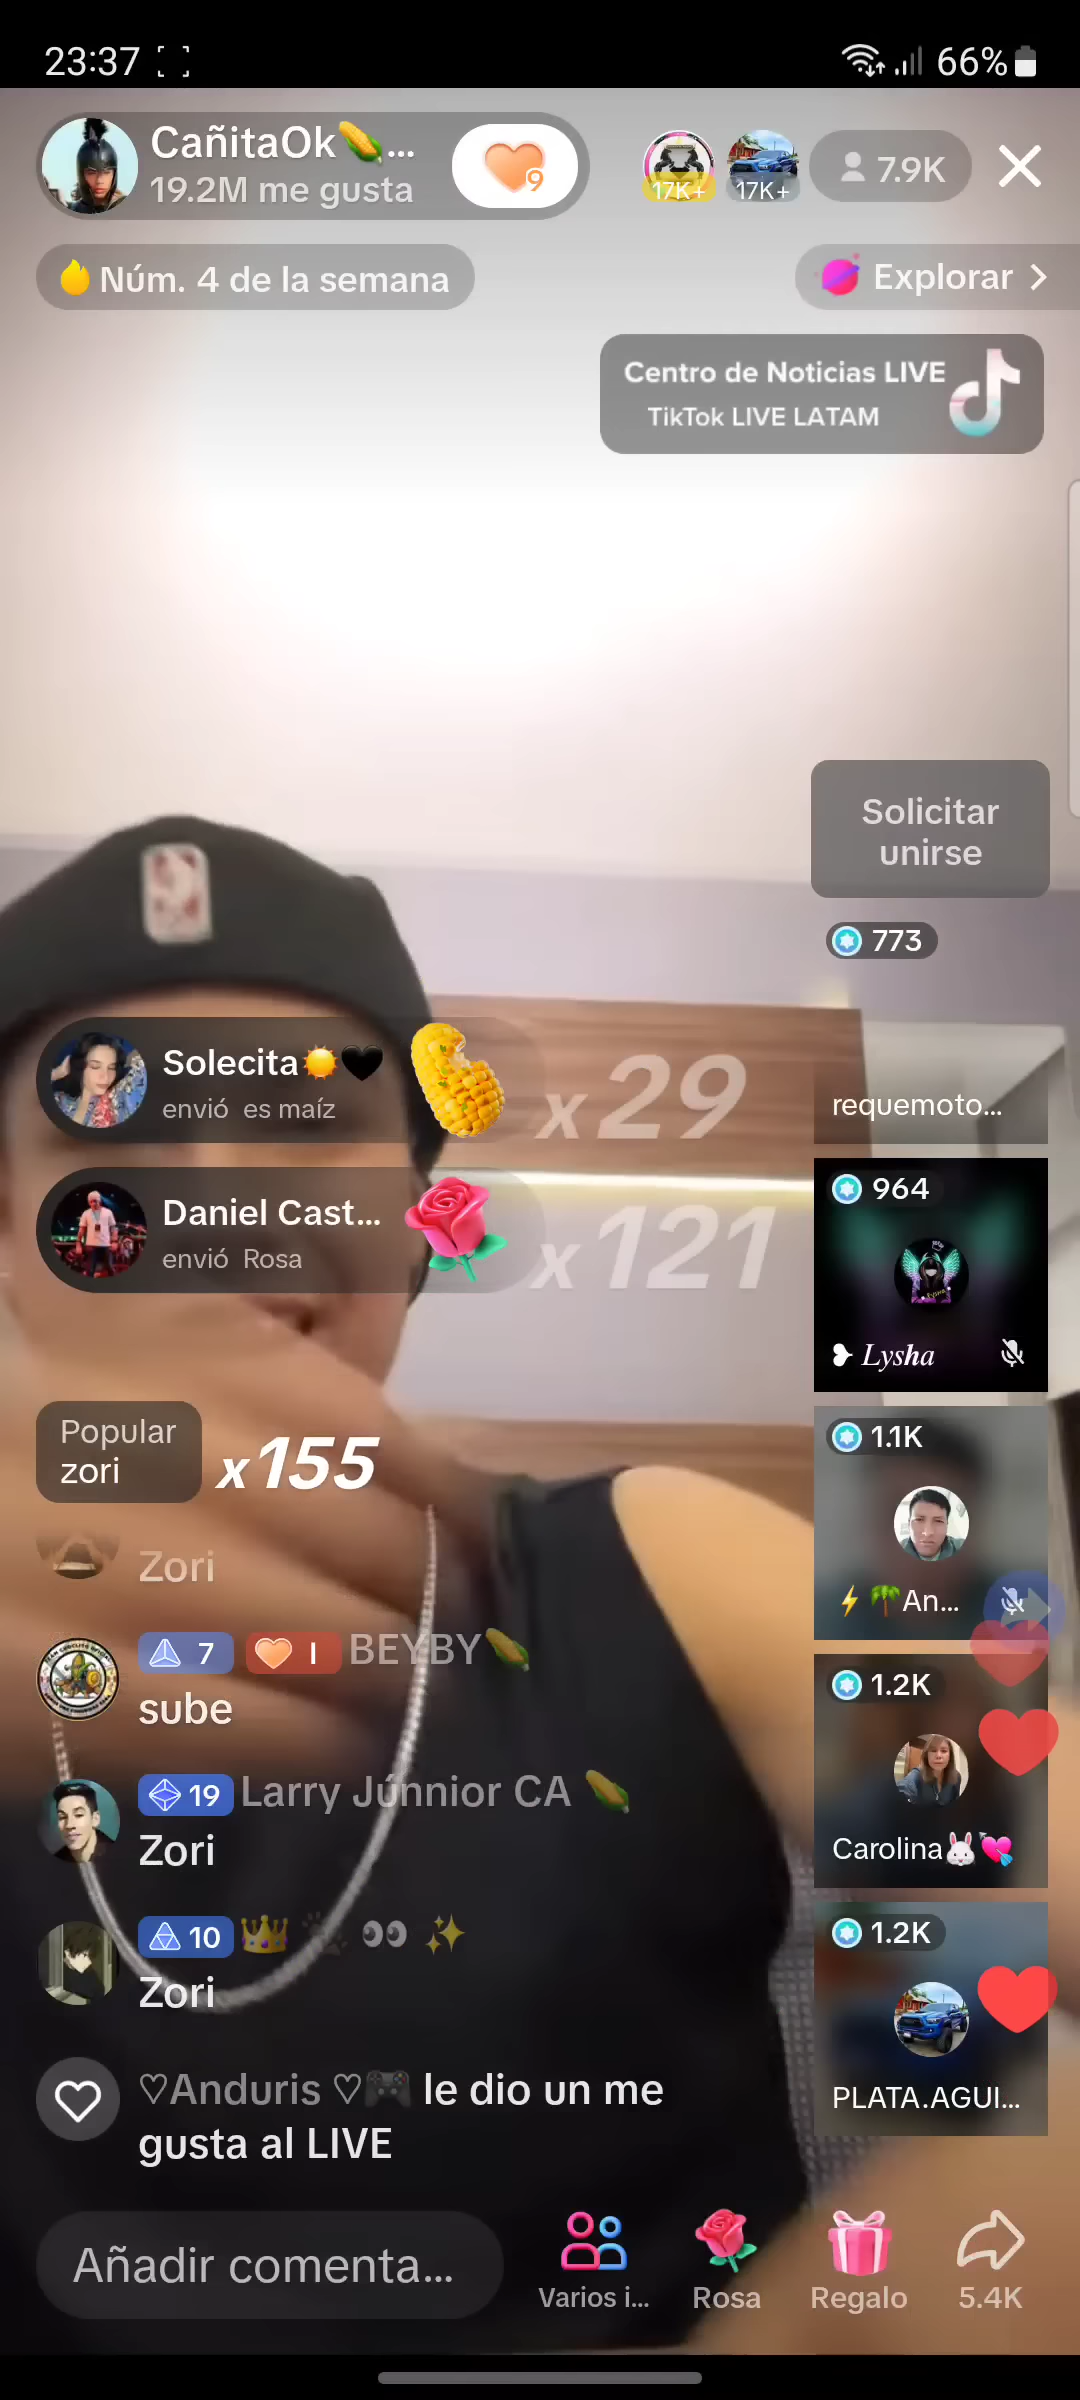 23:37
66%
CañitaOk🌽...
19.2M me gusta
9
17K+
17K+
7.9K
Núm. 4 de la semana
Explorar
Centro de Noticias LIVE
TikTok LIVE LATAM
Solicitar
unirse
773
requemoto...
Solecita☀️🖤
envió es maíz
x29
964
Daniel Cast...
envió Rosa
x121
Lysha
Popular
zori
x155
1.1K
⚡🌴An...
Zori
7 I BEYBY🌽
sube
1.2K
Carolina🐰💘
19 Larry Júnnior CA 🌽
Zori
10 👑🐾 👀 ✨
Zori
1.2K
PLATA.AGUI...
♡Anduris ♡🎮 le dio un me
gusta al LIVE
Añadir comenta...
Varios i...
Rosa
Regalo
5.4K